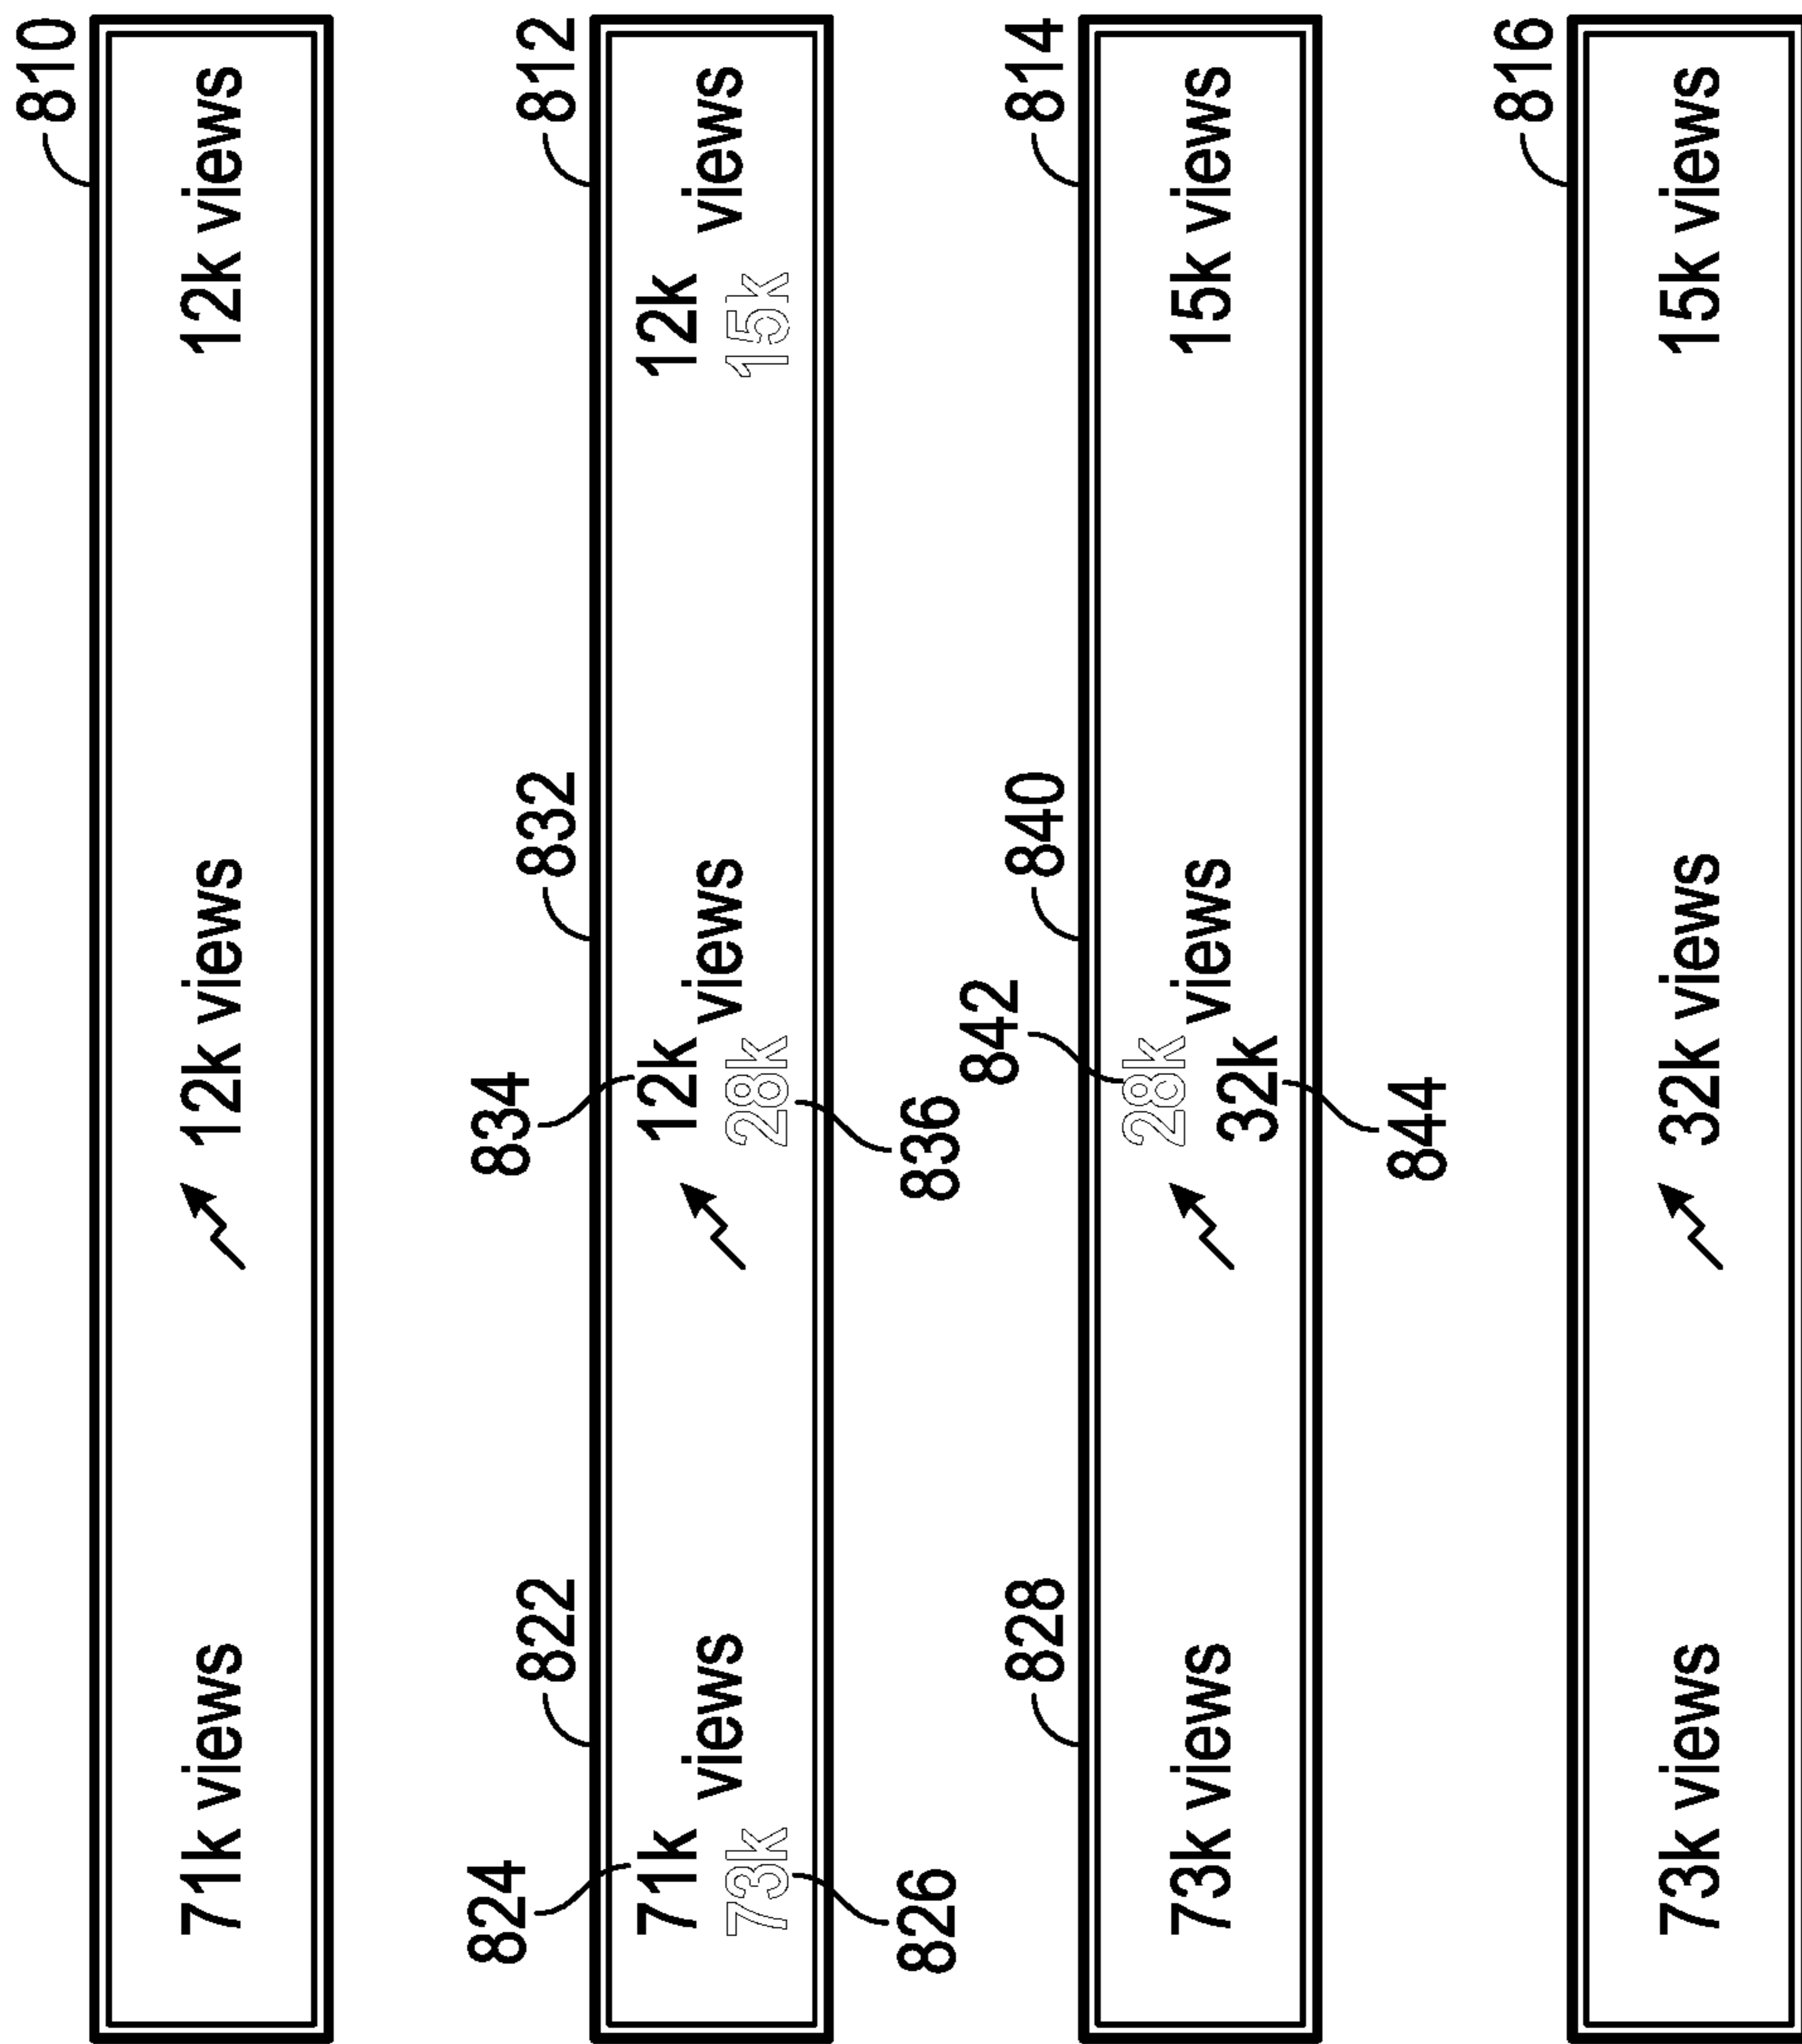 810
71k views 12k views 12k views
812
832
822
834
824
71k 12k 12k
views views views
73k 28k 15k
836
826
814
840
828
842
28k
73k views views 15k views
32k
844
816
73k views 32k views 15k views